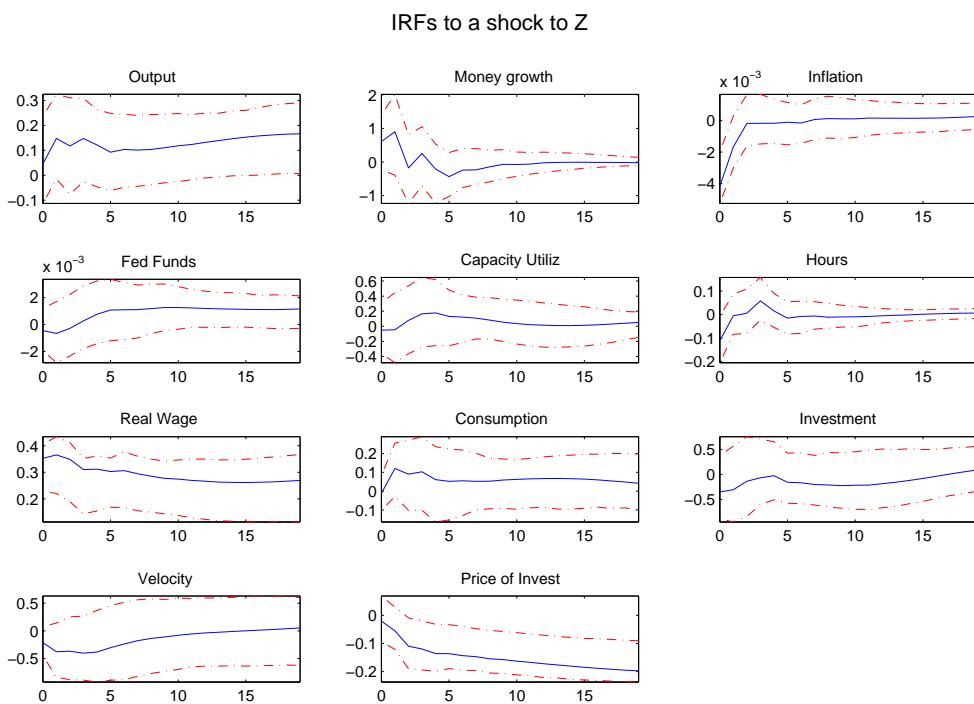 IRFs to a shock to Z
Output
0.3
0.2
0.1
0
−0.1
0 5 10 15
Money growth
2
1
0
−1
0 5 10 15
Inflation
x 10⁻³
0
−2
−4
0 5 10 15
Fed Funds
x 10⁻³
2
0
−2
0 5 10 15
Capacity Utiliz
0.6
0.4
0.2
0
−0.2
−0.4
0 5 10 15
Hours
0.1
0
−0.1
−0.2
0 5 10 15
Real Wage
0.4
0.3
0.2
0 5 10 15
Consumption
0.2
0.1
0
−0.1
0 5 10 15
Investment
0.5
0
−0.5
0 5 10 15
Velocity
0.5
0
−0.5
0 5 10 15
Price of Invest
0
−0.1
−0.2
0 5 10 15